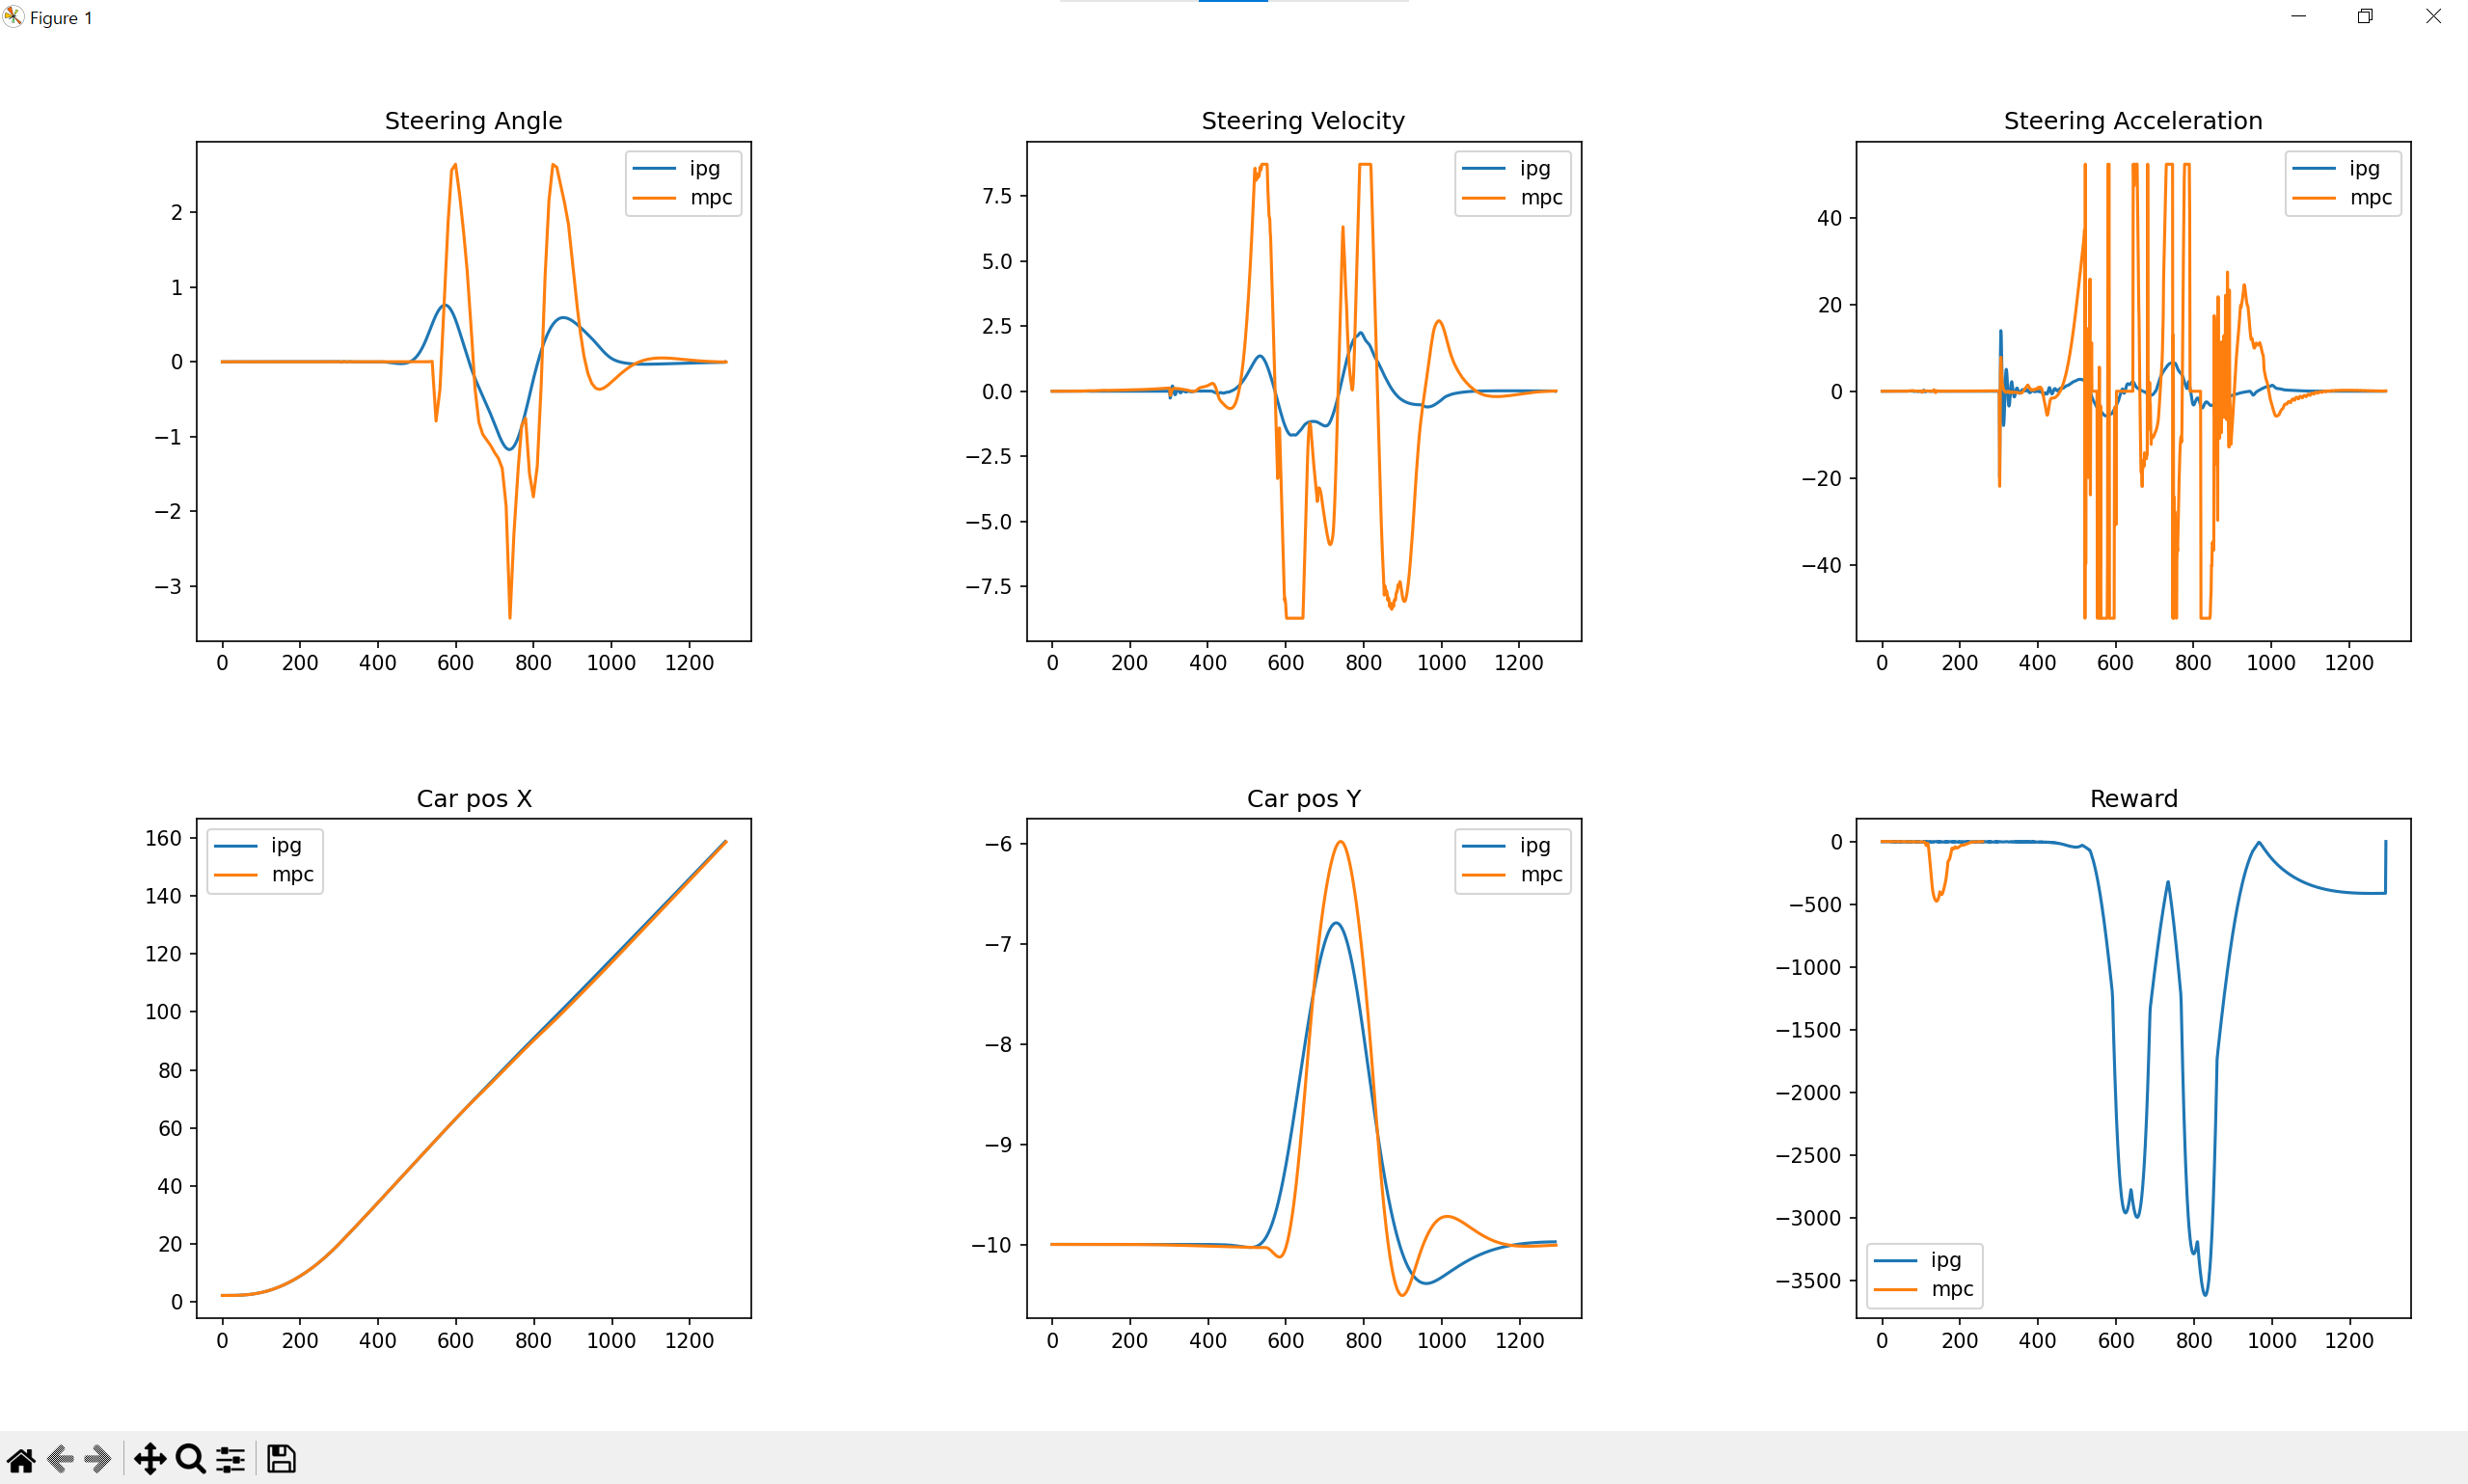 Figure 1
Steering Angle
ipg
mpc
2
1
0
−1
−2
−3
0 200 400 600 800 1000 1200
Steering Velocity
ipg
mpc
7.5
5.0
2.5
0.0
−2.5
−5.0
−7.5
0 200 400 600 800 1000 1200
Steering Acceleration
ipg
mpc
40
20
0
−20
−40
0 200 400 600 800 1000 1200
Car pos X
ipg
mpc
160
140
120
100
80
60
40
20
0
0 200 400 600 800 1000 1200
Car pos Y
ipg
mpc
−6
−7
−8
−9
−10
0 200 400 600 800 1000 1200
Reward
0
−500
−1000
−1500
−2000
−2500
−3000
−3500
ipg
mpc
0 200 400 600 800 1000 1200